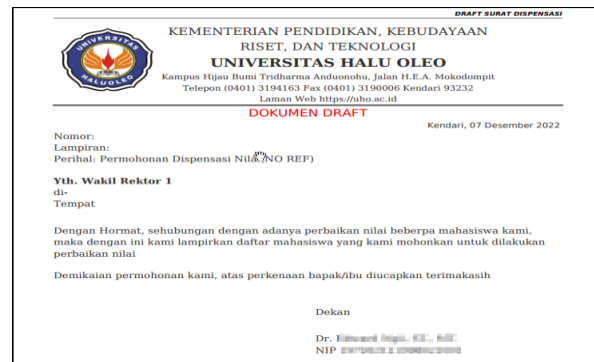 DRAFT SURAT DISPENSASI
KEMENTERIAN PENDIDIKAN, KEBUDAYAAN
RISET, DAN TEKNOLOGI
UNIVERSITAS HALU OLEO
Kampus Hijau Bumi Tridharma Anduonohu, Jalan H.E.A. Mokodompit
Telepon (0401) 3194163 Fax (0401) 3190006 Kendari 93232
Laman Web https://uho.ac.id
UNIVERSITAS
HALUOLEO
DOKUMEN DRAFT
Kendari, 07 Desember 2022
Nomor:
Lampiran:
Perihal: Permohonan Dispensasi Nilai (NO REF)
Yth. Wakil Rektor 1
di-
Tempat
Dengan Hormat, sehubungan dengan adanya perbaikan nilai beberpa mahasiswa kami,
maka dengan ini kami lampirkan daftar mahasiswa yang kami mohonkan untuk dilakukan
perbaikan nilai
Demikaian permohonan kami, atas perkenaan bapak/ibu diucapkan terimakasih
Dekan
Dr.
NIP